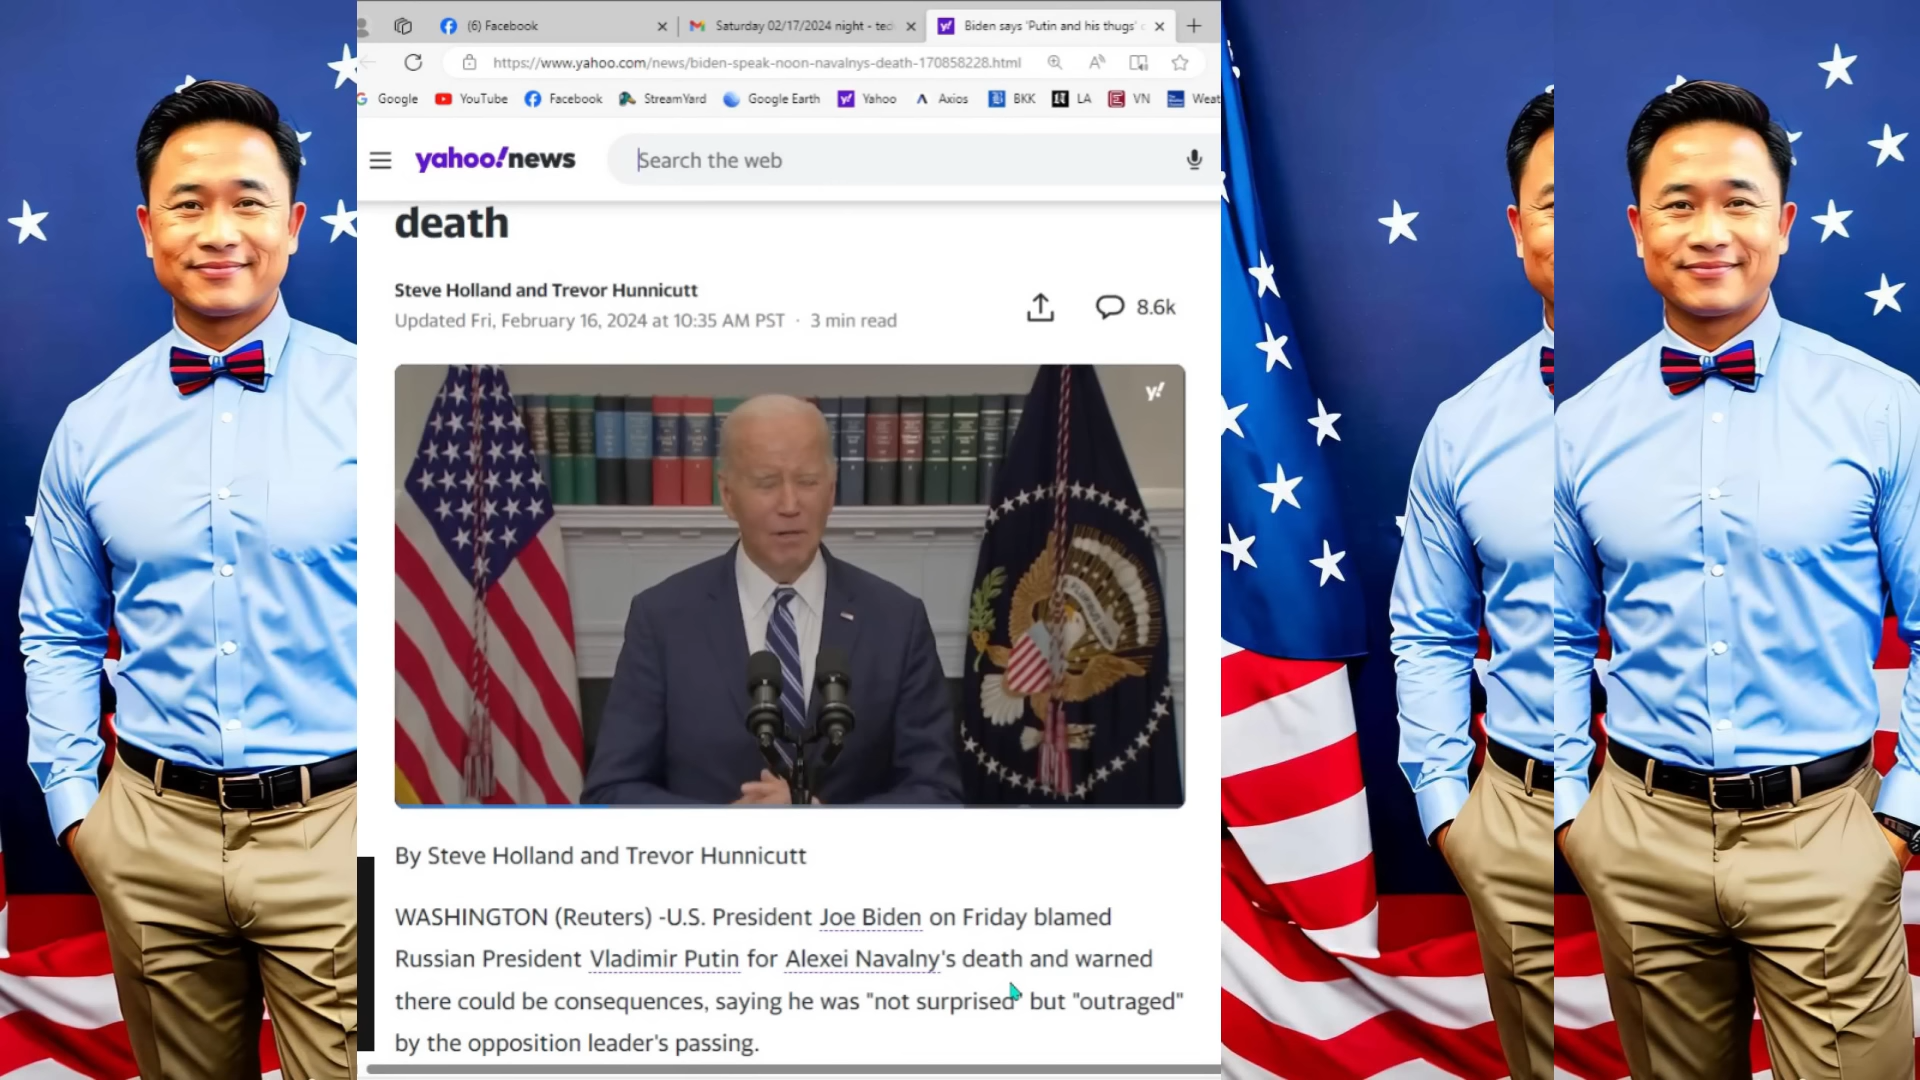 (6) Facebook
Saturday 02/17/2024 night - ted
Biden says 'Putin and his thugs'
https://www.yahoo.com/news/biden-speak-noon-navalnys-death-170858228.html
Google
YouTube
Facebook
StreamYard
Google Earth
Yahoo
Axios
BKK
LA
VN
Weat
yahoo!news
Search the web
death
Steve Holland and Trevor Hunnicutt
Updated Fri, February 16, 2024 at 10:35 AM PST · 3 min read
8.6k
y!
By Steve Holland and Trevor Hunnicutt
WASHINGTON (Reuters) -U.S. President Joe Biden on Friday blamed
Russian President Vladimir Putin for Alexei Navalny's death and warned
there could be consequences, saying he was "not surprised" but "outraged"
by the opposition leader's passing.